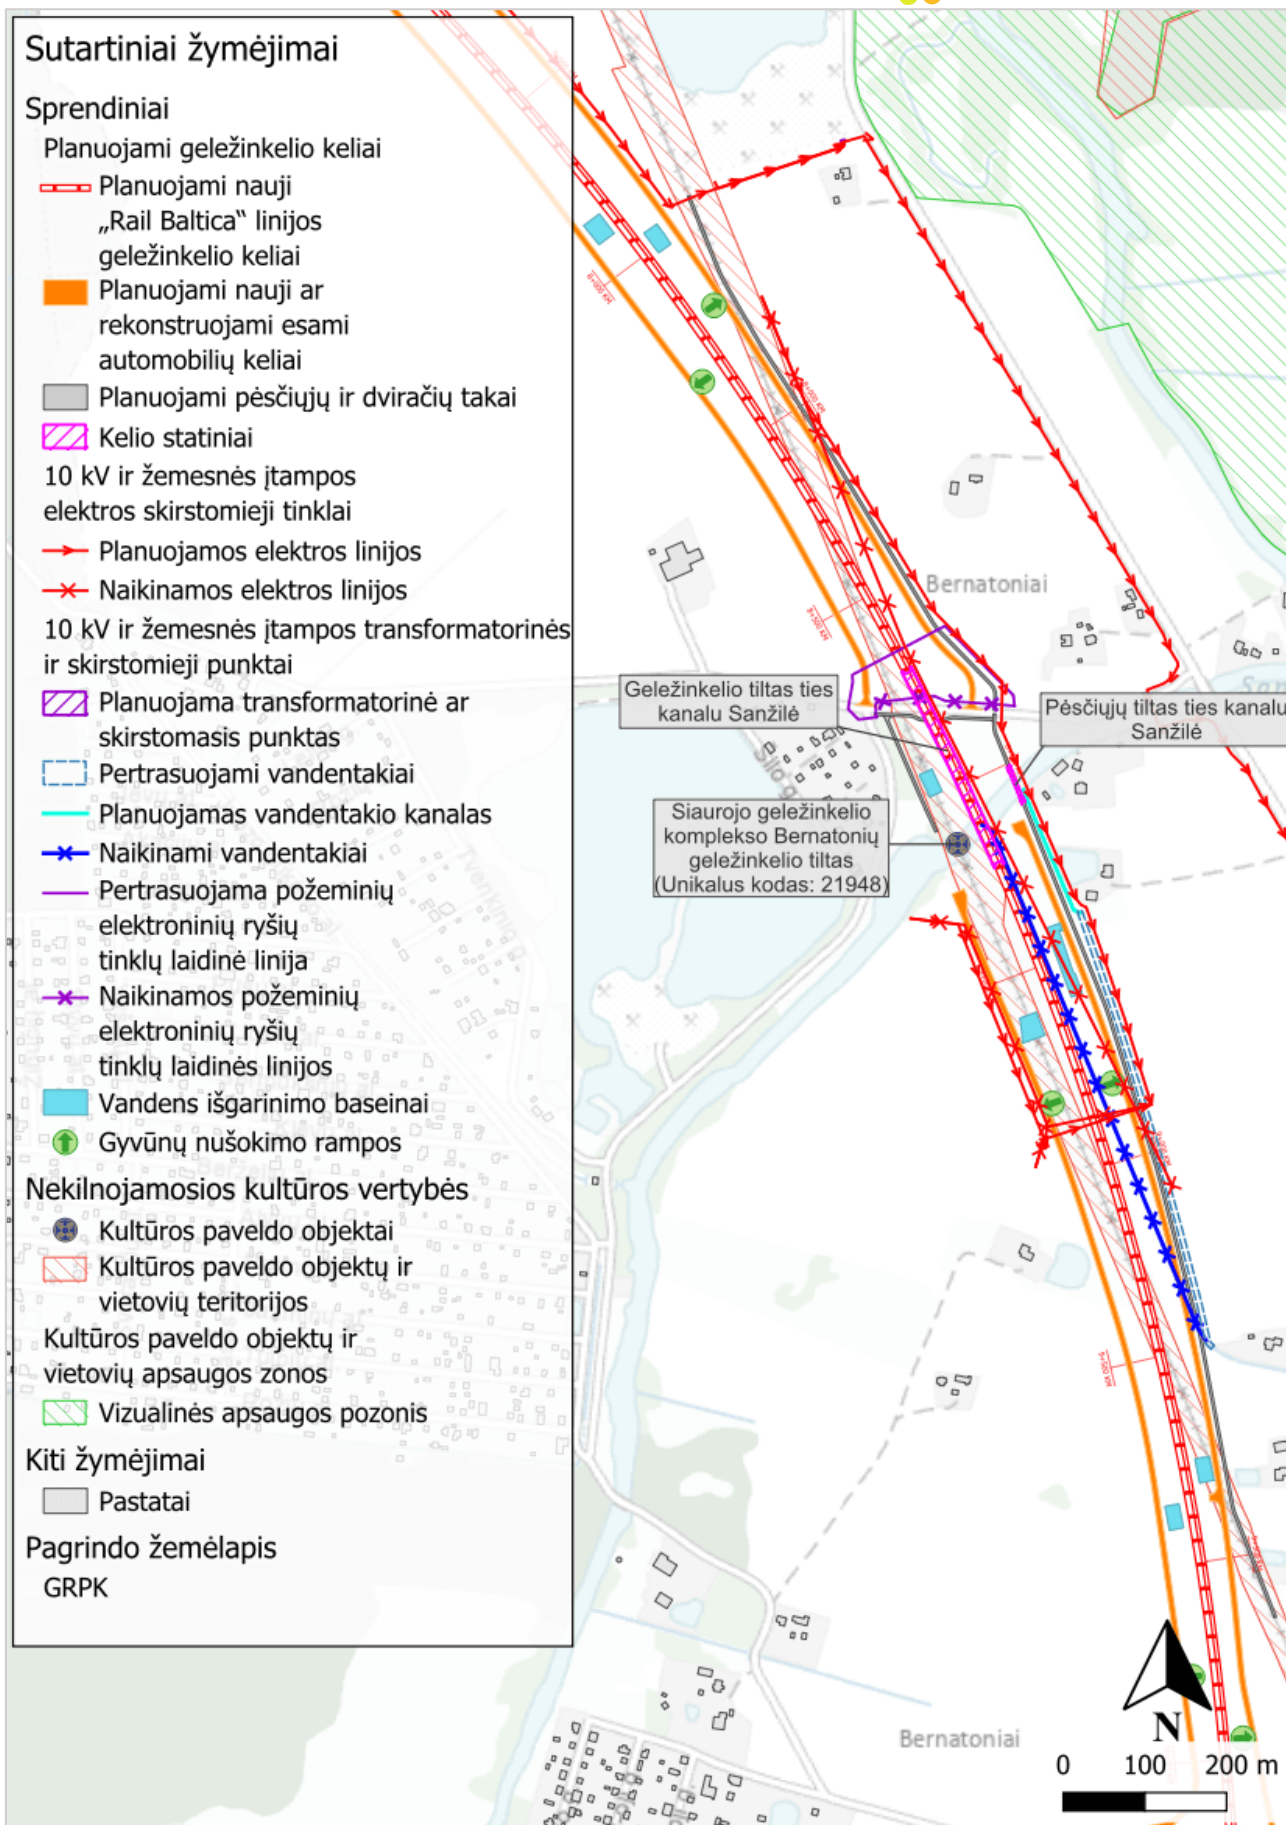 Sutartiniai žymėjimai
Sprendiniai
Planuojami geležinkelio keliai
Planuojami nauji
„Rail Baltica“ linijos
geležinkelio keliai
Planuojami nauji ar
rekonstruojami esami
automobilių keliai
Planuojami pėsčiųjų ir dviračių takai
Kelio statiniai
10 kV ir žemesnės įtampos
elektros skirstomieji tinklai
Planuojamos elektros linijos
Naikinamos elektros linijos
10 kV ir žemesnės įtampos transformatorinės
ir skirstomieji punktai
Planuojama transformatorinė ar
skirstomasis punktas
Pertrasuojami vandentakiai
Planuojamas vandentakio kanalas
Naikinami vandentakiai
Pertrasuojama požeminių
elektroninių ryšių
tinklų laidinė linija
Naikinamos požeminių
elektroninių ryšių
tinklų laidinės linijos
Vandens išgarinimo baseinai
Gyvūnų nušokimo rampos
Nekilnojamosios kultūros vertybės
Kultūros paveldo objektai
Kultūros paveldo objektų ir
vietovių teritorijos
Kultūros paveldo objektų ir
vietovių apsaugos zonos
Vizualinės apsaugos pozonis
Kiti žymėjimai
Pastatai
Pagrindo žemėlapis
GRPK
Bernatoniai
Geležinkelio tiltas ties
kanalu Sanžilė
Pėsčiųjų tiltas ties kanalu
Sanžilė
Siaurojo geležinkelio
komplekso Bernatonių
geležinkelio tiltas
(Unikalus kodas: 21948)
Bernatoniai
N
0 100 200 m